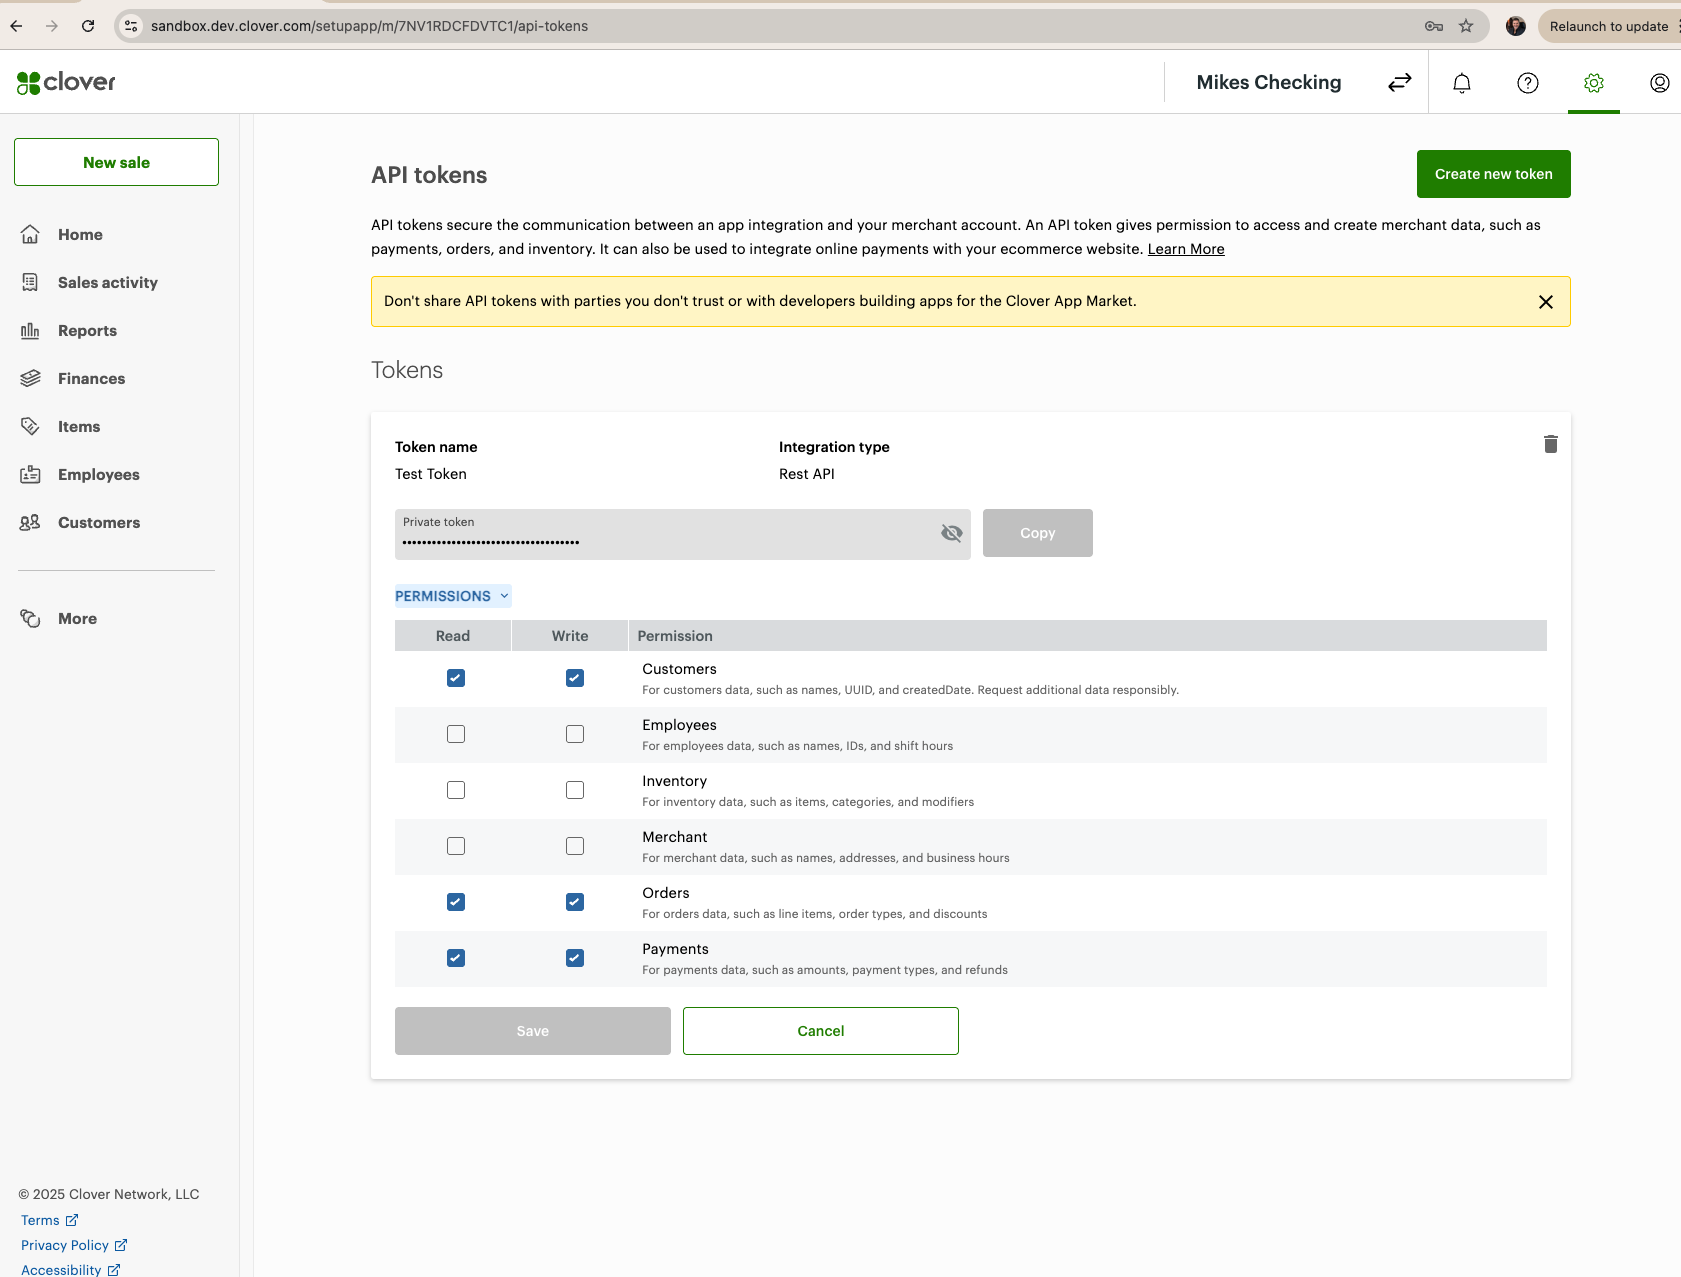 sandbox.dev.clover.com/setupapp/m/7NV1RDCFDVTC1/api-tokens
Relaunch to update
clover
Mikes Checking
New sale
Home
Sales activity
Reports
Finances
Items
Employees
Customers
More
© 2025 Clover Network, LLC
Terms
Privacy Policy
Accessibility
API tokens
Create new token
API tokens secure the communication between an app integration and your merchant account. An API token gives permission to access and create merchant data, such as
payments, orders, and inventory. It can also be used to integrate online payments with your ecommerce website. Learn More
Don't share API tokens with parties you don't trust or with developers building apps for the Clover App Market.
Tokens
Token name
Integration type
Test Token
Rest API
Private token
••••••••••••••••••••••••••••••••••••
Copy
PERMISSIONS
Read Write Permission
Customers
For customers data, such as names, UUID, and createdDate. Request additional data responsibly.
Employees
For employees data, such as names, IDs, and shift hours
Inventory
For inventory data, such as items, categories, and modifiers
Merchant
For merchant data, such as names, addresses, and business hours
Orders
For orders data, such as line items, order types, and discounts
Payments
For payments data, such as amounts, payment types, and refunds
Save
Cancel